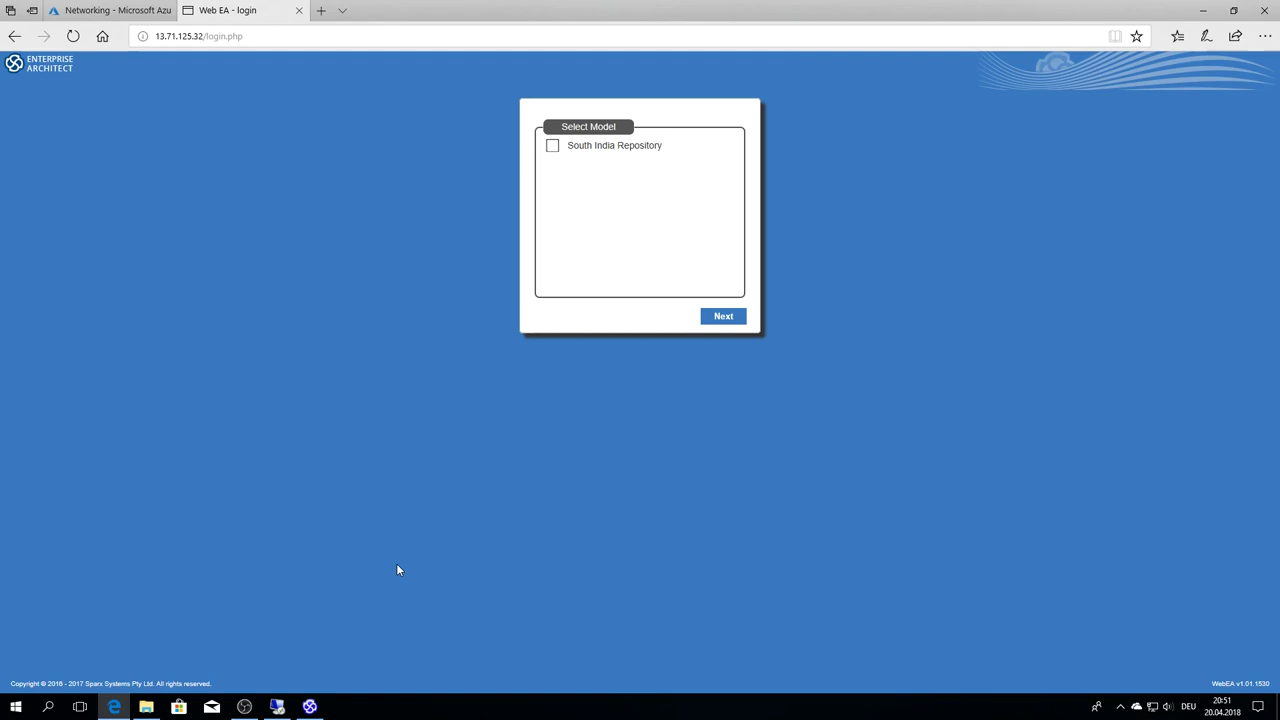 Networking - Microsoft Azu
Web EA - login
13.71.125.32/login.php
ENTERPRISE
ARCHITECT
Select Model
South India Repository
Next
Copyright © 2016 - 2017 Sparx Systems Pty Ltd. All rights reserved.
WebEA v1.01.1530
DEU
20:51
20.04.2018